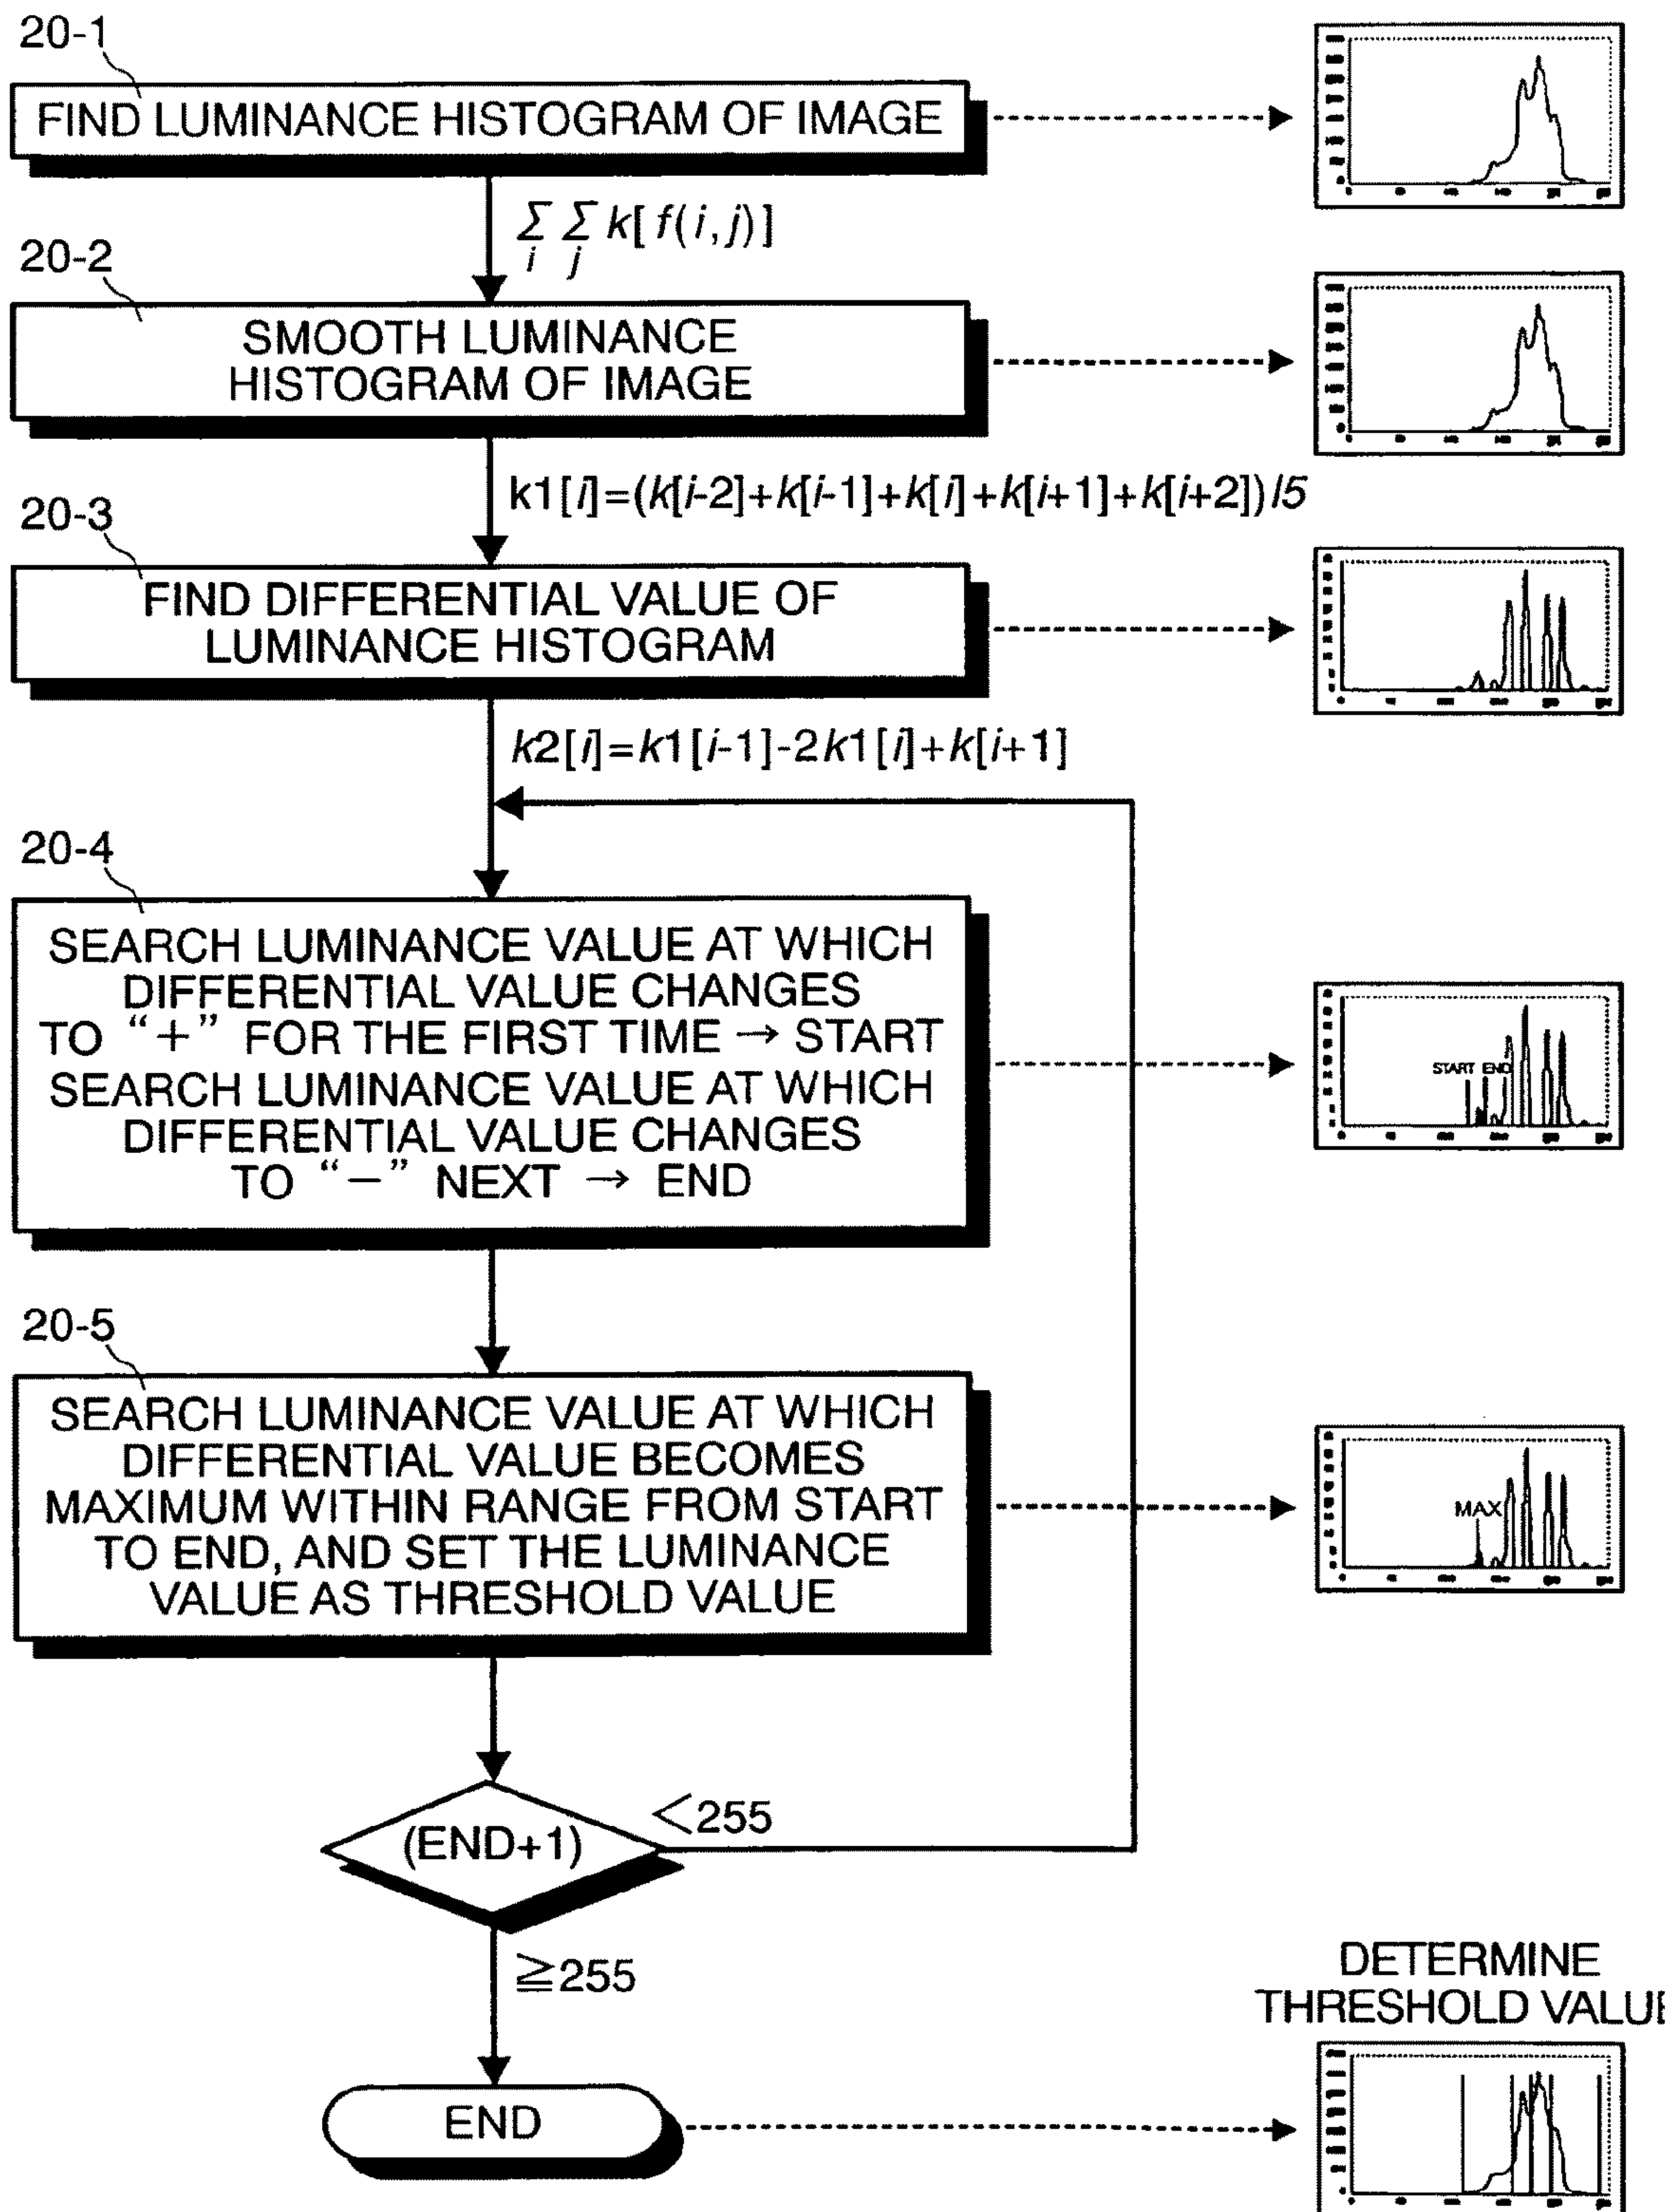 20-1
FIND LUMINANCE HISTOGRAM OF IMAGE
Σ Σ k[f(i,j)]
i j
20-2
SMOOTH LUMINANCE
HISTOGRAM OF IMAGE
k1[i]=(k[i-2]+k[i-1]+k[i]+k[i+1]+k[i+2])/5
20-3
FIND DIFFERENTIAL VALUE OF
LUMINANCE HISTOGRAM
k2[i]=k1[i-1]-2k1[i]+k[i+1]
20-4
SEARCH LUMINANCE VALUE AT WHICH
DIFFERENTIAL VALUE CHANGES
TO “+” FOR THE FIRST TIME → START
SEARCH LUMINANCE VALUE AT WHICH
DIFFERENTIAL VALUE CHANGES
TO “−” NEXT → END
START END
20-5
SEARCH LUMINANCE VALUE AT WHICH
DIFFERENTIAL VALUE BECOMES
MAXIMUM WITHIN RANGE FROM START
TO END, AND SET THE LUMINANCE
VALUE AS THRESHOLD VALUE
MAX
(END+1)
<255
≧255
END
DETERMINE
THRESHOLD VALUE